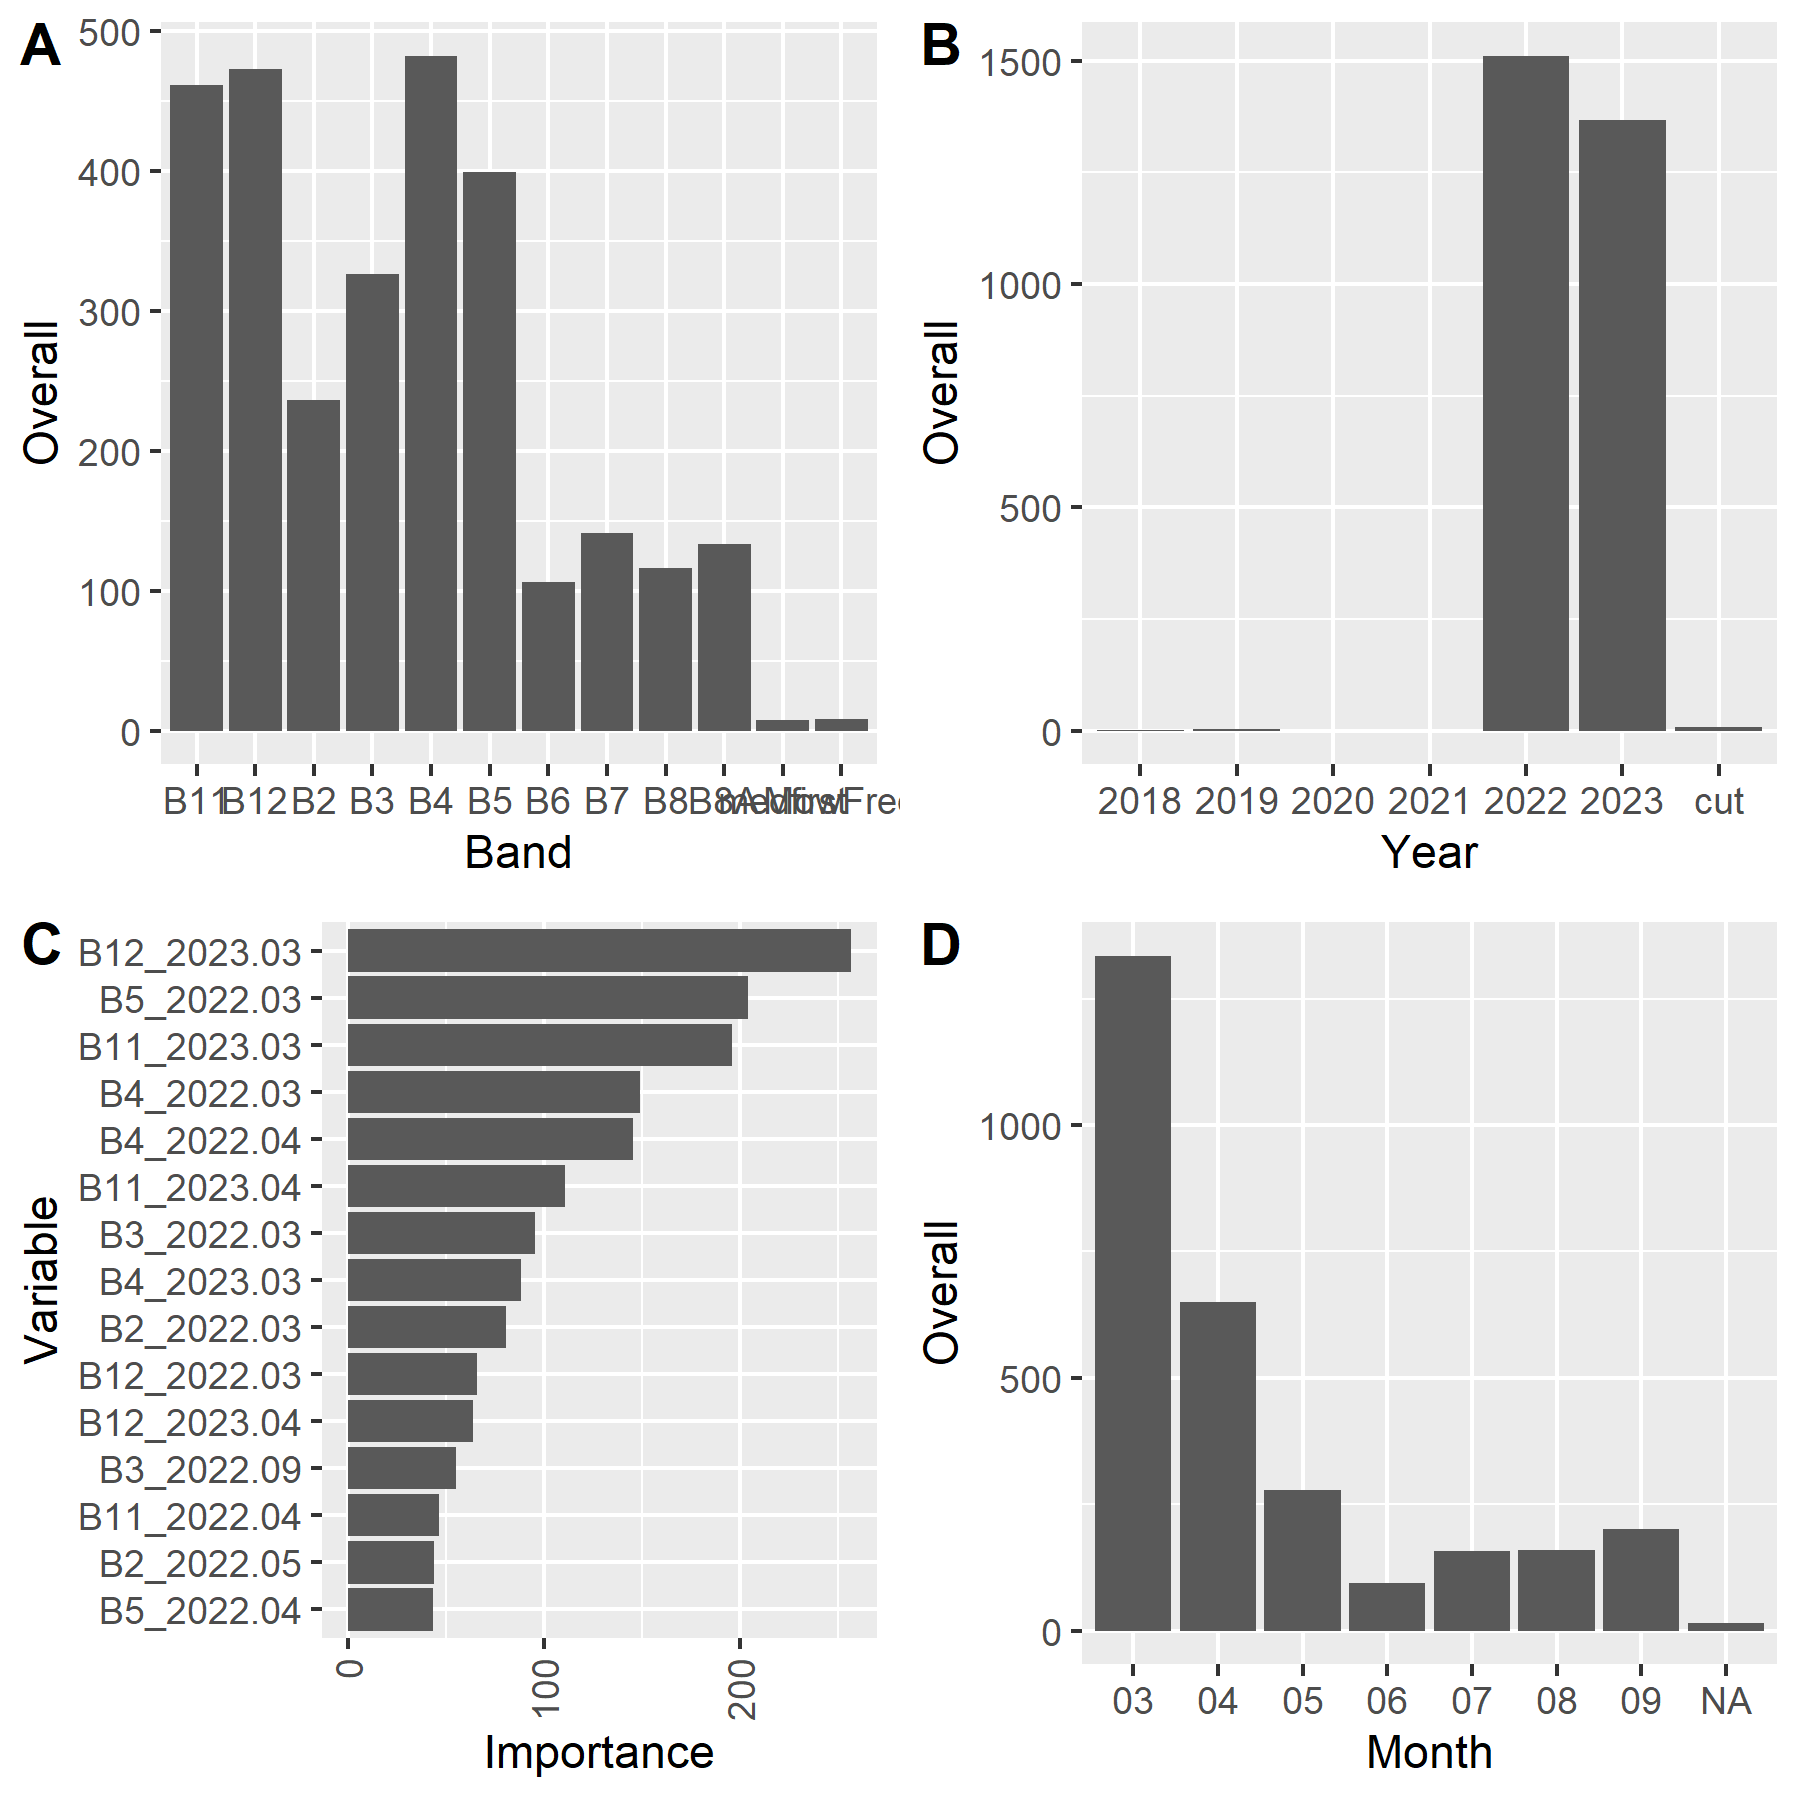 A
500
400
300
200
100
0
Overall
B11 B12 B2 B3 B4 B5 B6 B7 B8 B8A
Band
B
1500
1000
500
0
Overall
2018 2019 2020 2021 2022 2023 cut
Year
C
B12_2023.03
B5_2022.03
B11_2023.03
B4_2022.03
B4_2022.04
B11_2023.04
B3_2022.03
B4_2023.03
B2_2022.03
B12_2022.03
B12_2023.04
B3_2022.09
B11_2022.04
B2_2022.05
B5_2022.04
Variable
0 100 200
Importance
D
1000
500
0
Overall
03 04 05 06 07 08 09 NA
Month